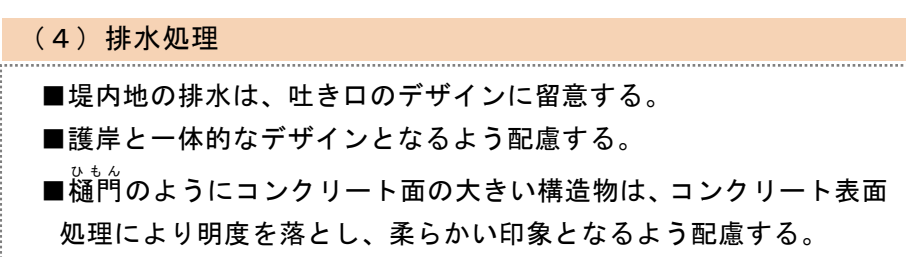 （４）排水処理
■堤内地の排水は、吐き口のデザインに留意する。
■護岸と一体的なデザインとなるよう配慮する。
ひもん
■樋門のようにコンクリート面の大きい構造物は、コンクリート表面
処理により明度を落とし、柔らかい印象となるよう配慮する。